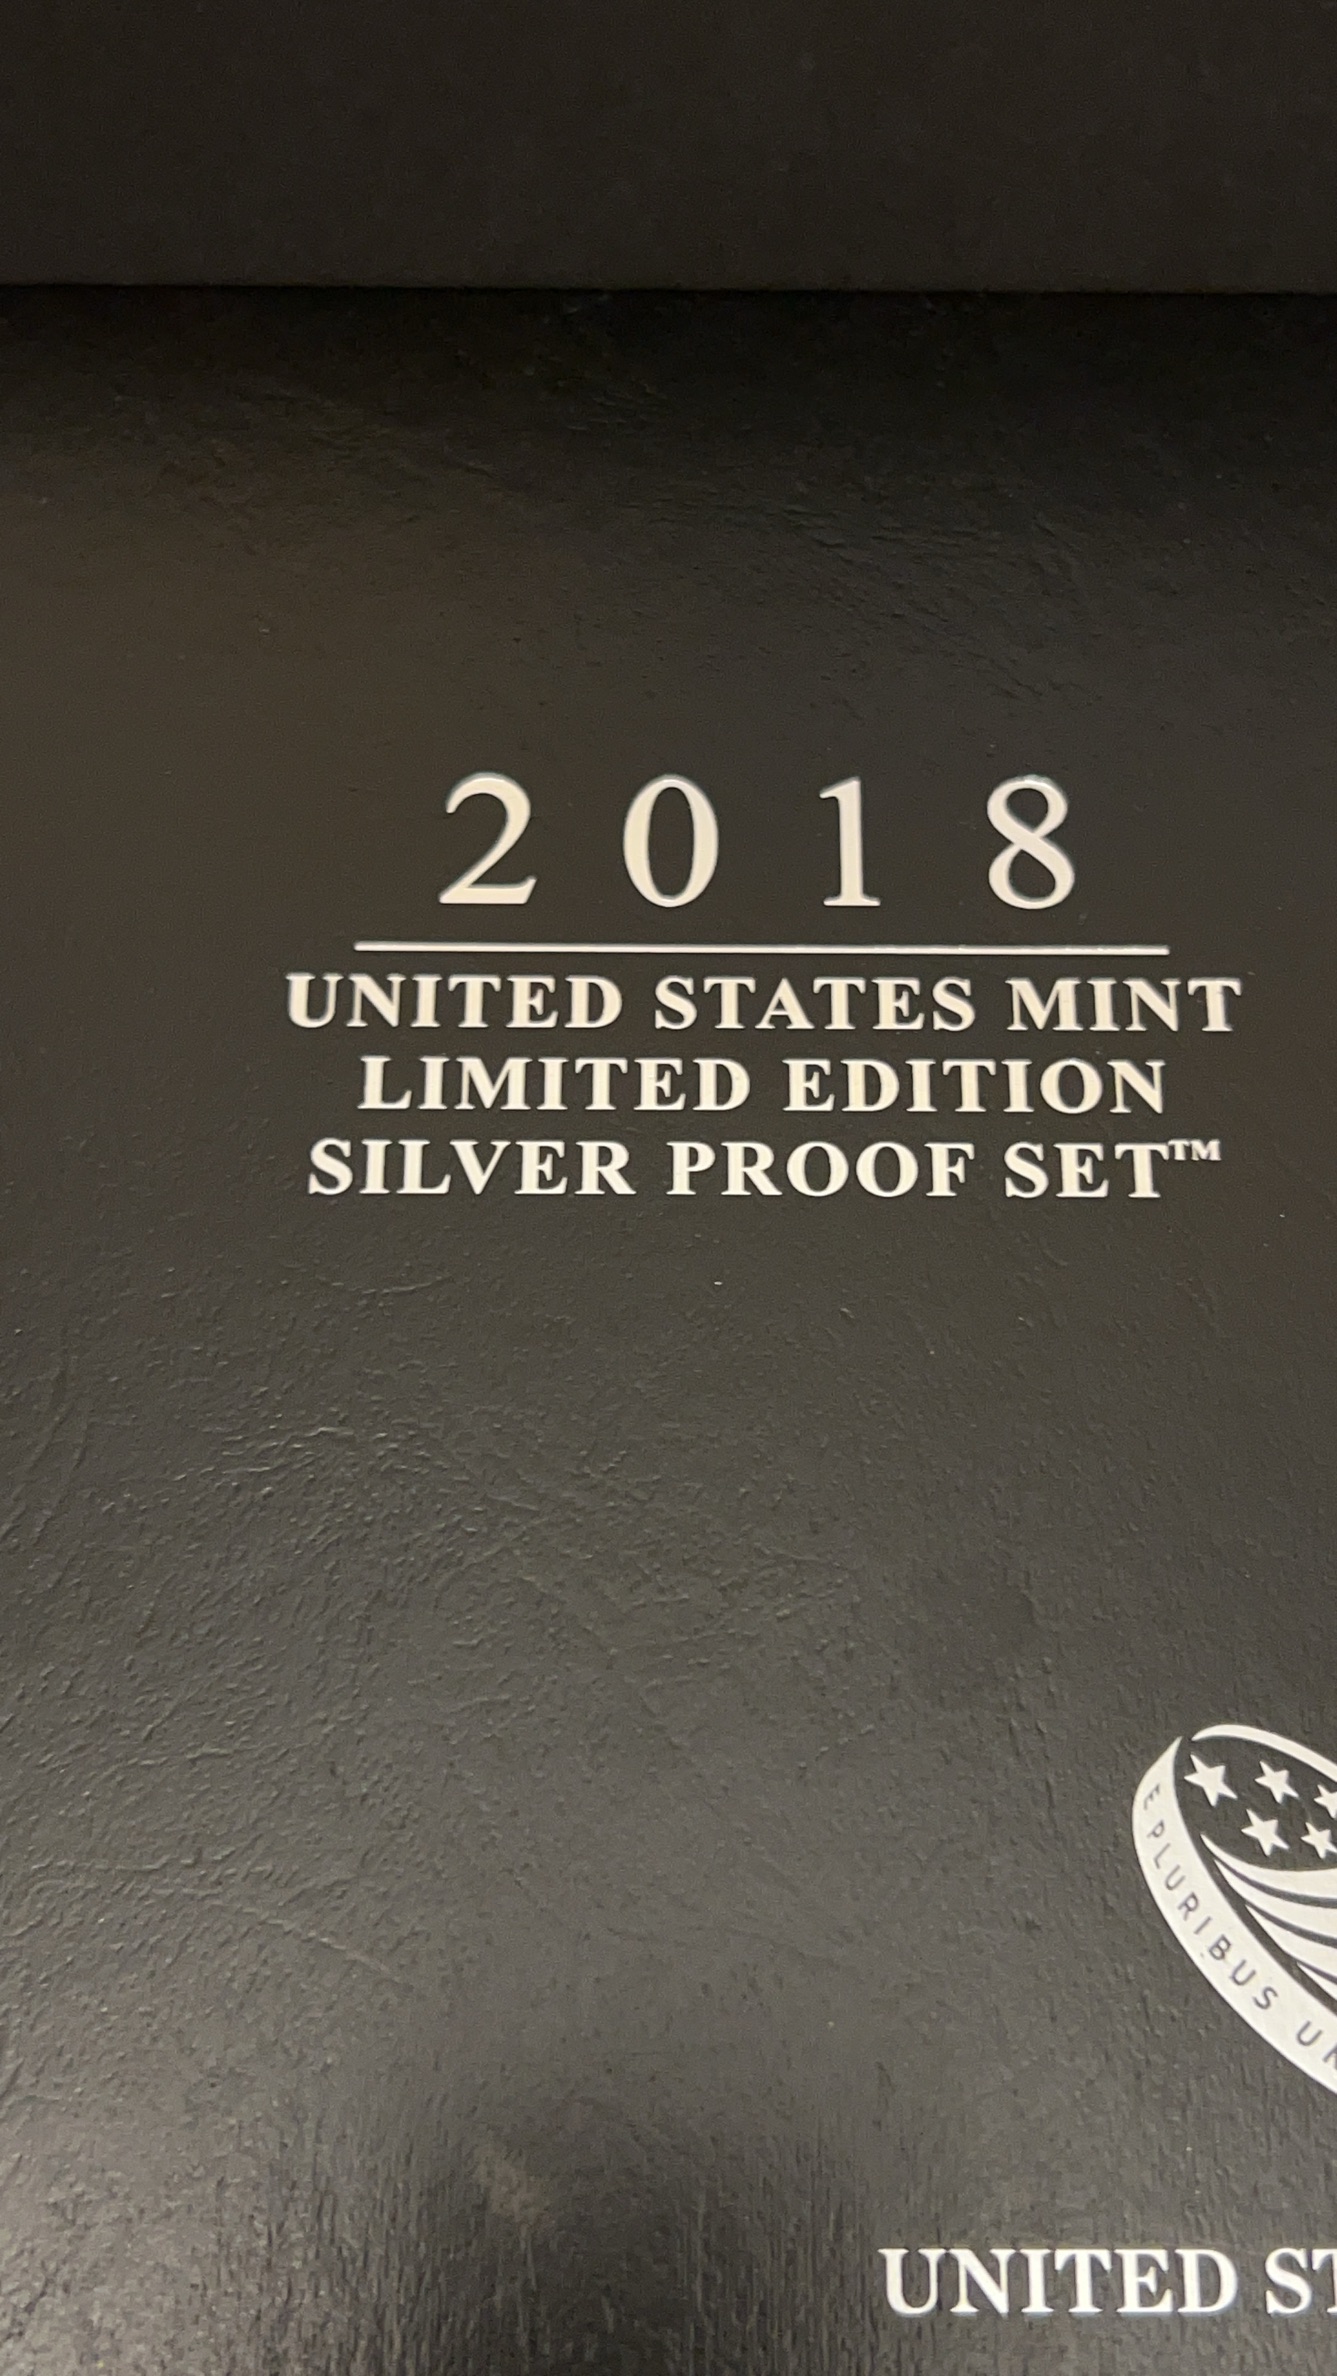 2018
UNITED STATES MINT
LIMITED EDITION
SILVER PROOF SET™
E PLURIBUS
UNITED